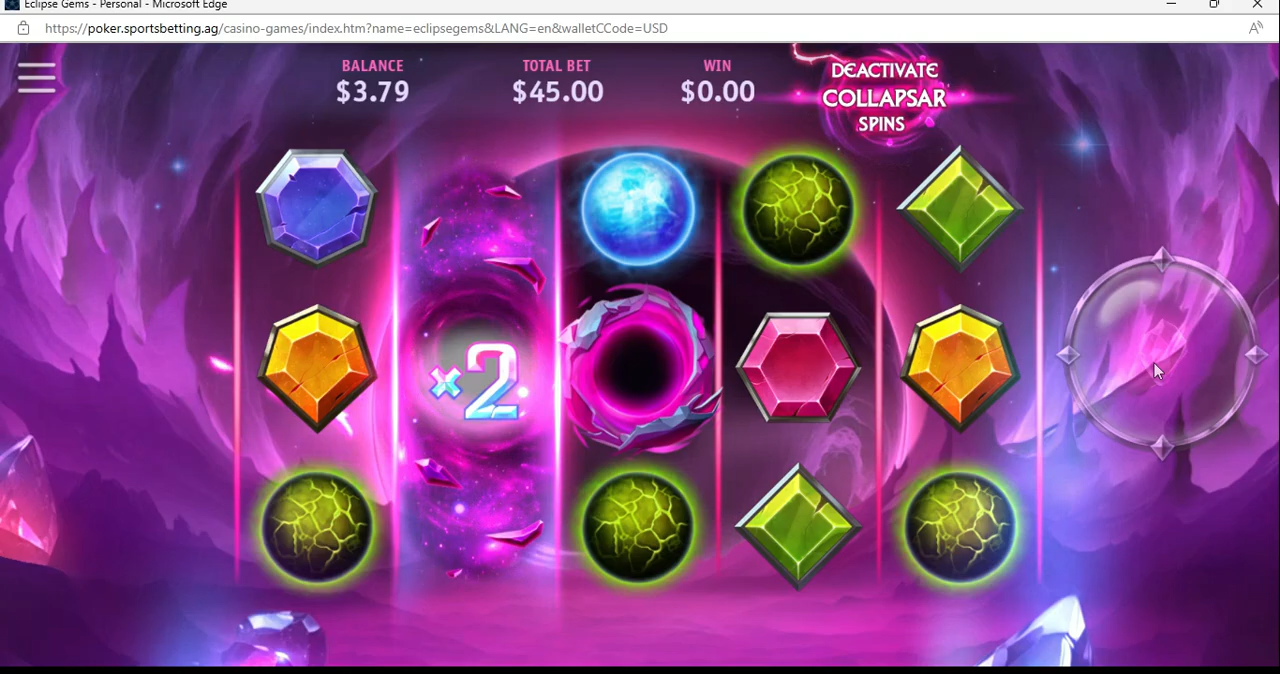 Eclipse Gems - Personal - Microsoft Edge
https://poker.sportsbetting.ag/casino-games/index.htm?name=eclipsegems&LANG=en&walletCCode=USD
BALANCE
$3.79
TOTAL BET
$45.00
WIN
$0.00
DEACTIVATE
COLLAPSAR
SPINS
×2